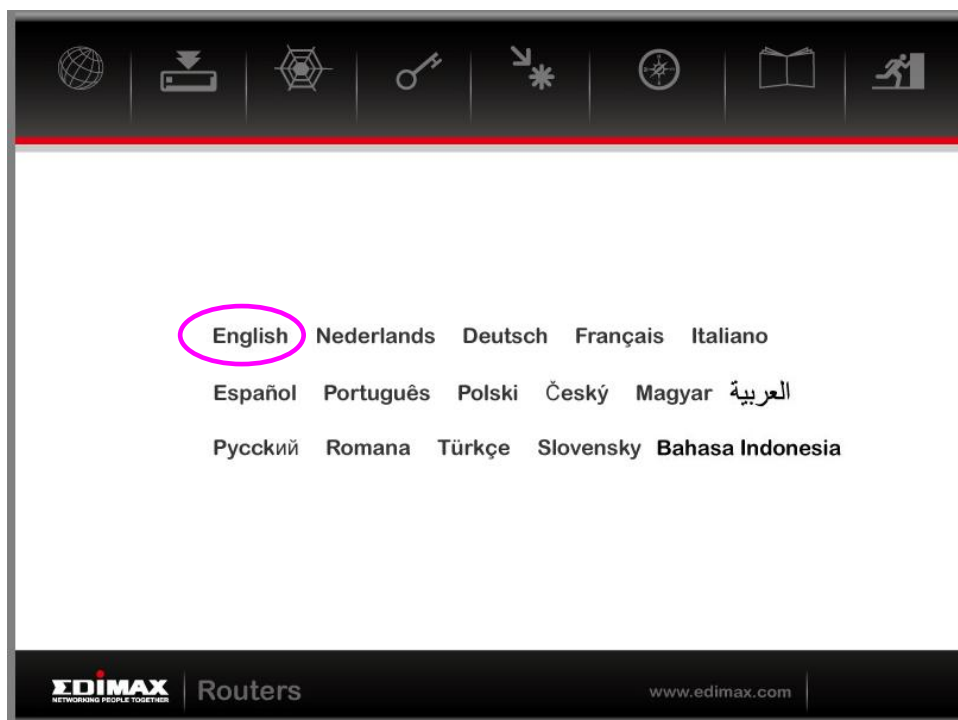 English Nederlands Deutsch Français Italiano
Español Português Polski Český Magyar العربية
Русский Romana Türkçe Slovensky Bahasa Indonesia
EDIMAX
NETWORKING PEOPLE TOGETHER
Routers
www.edimax.com